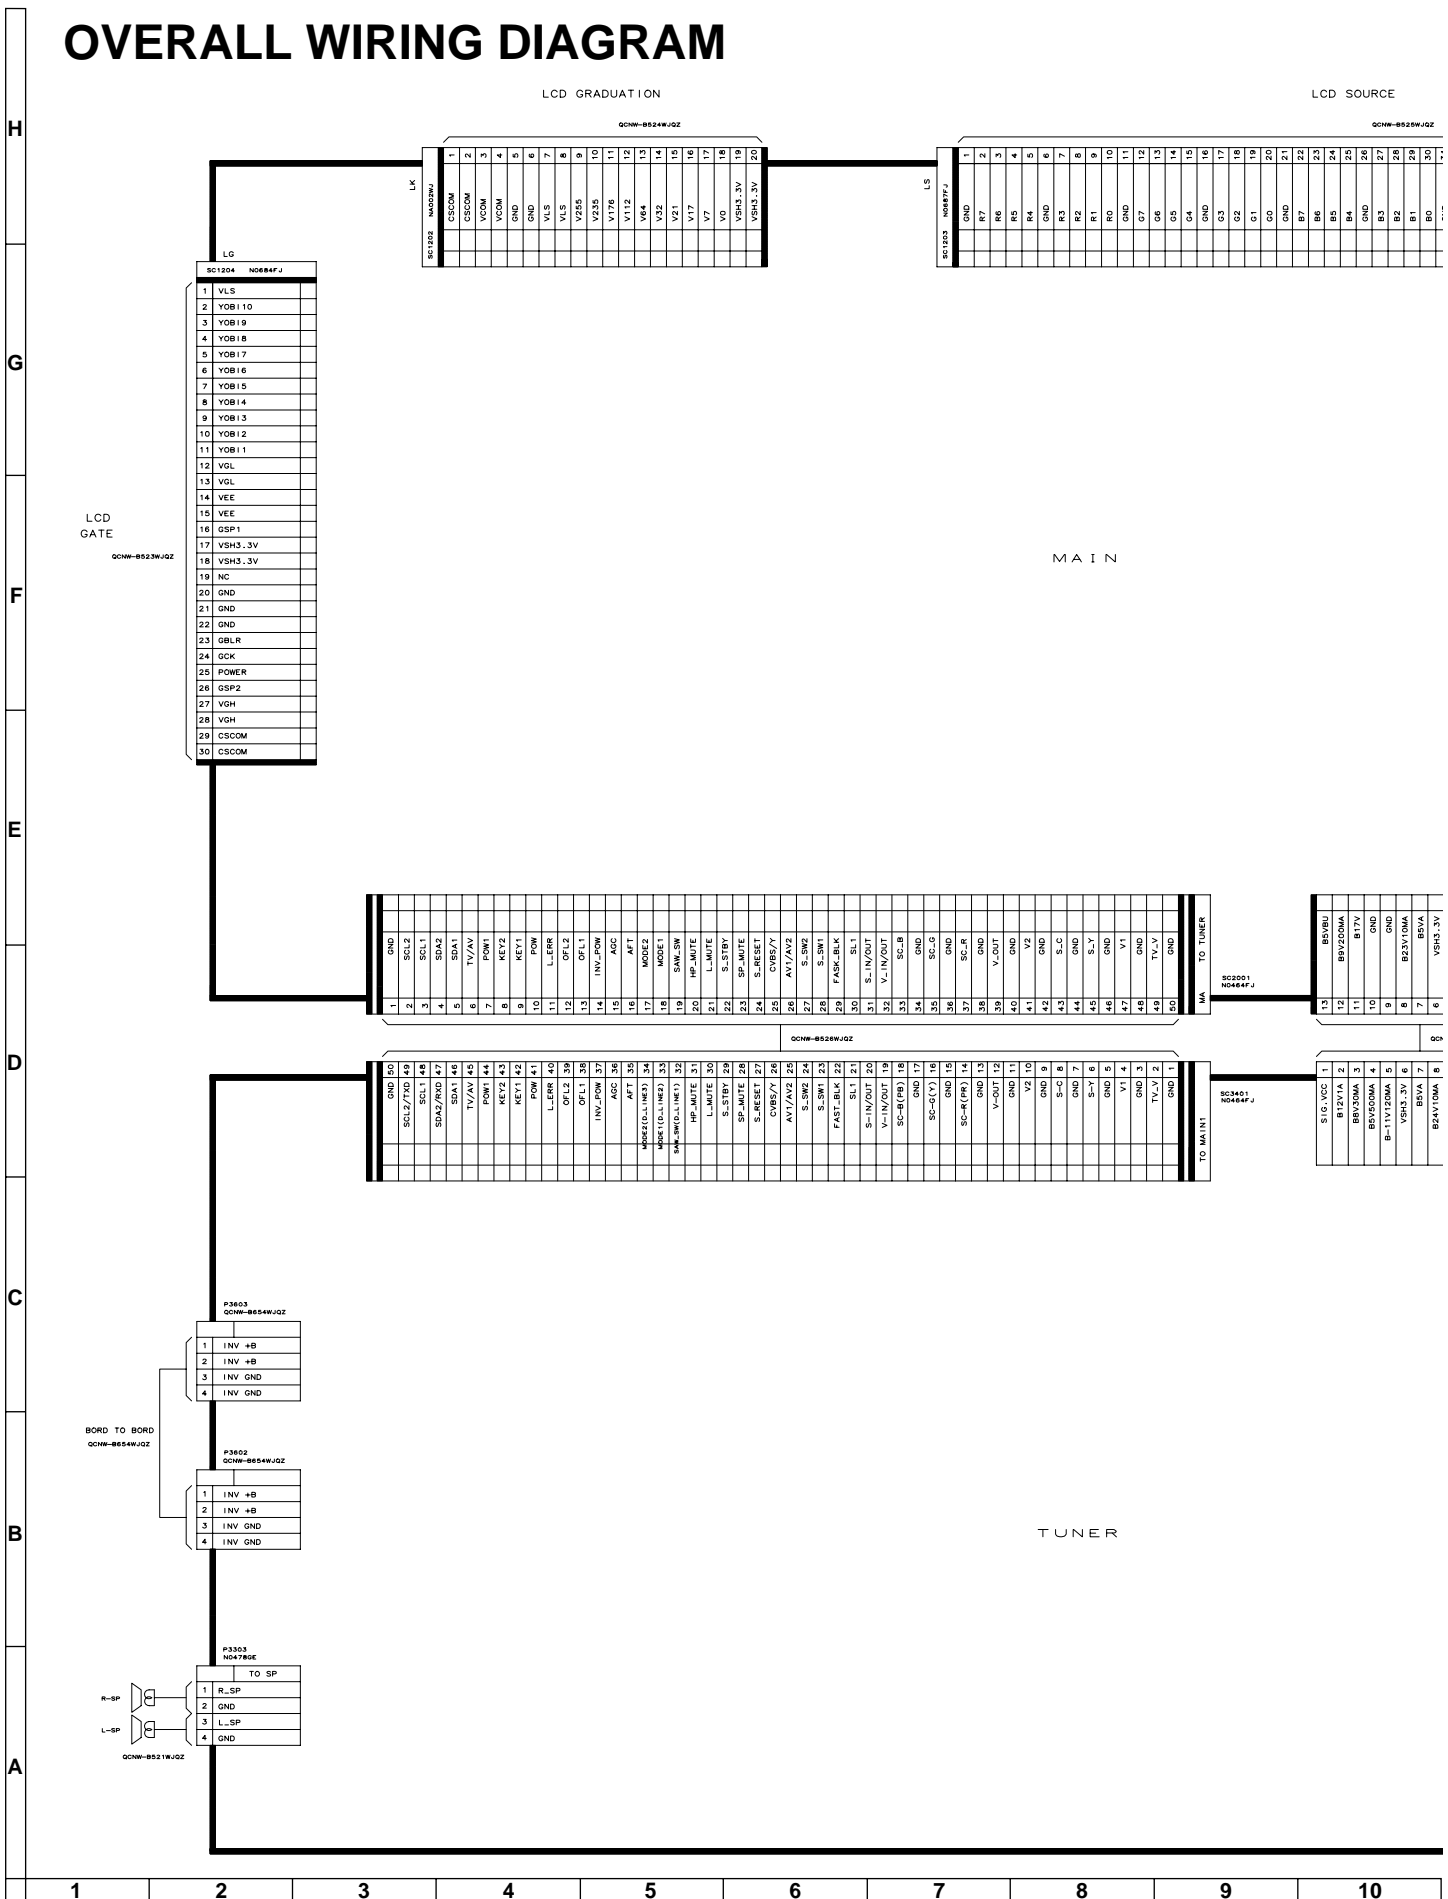 OVERALL WIRING DIAGRAM
LCD GRADUATION
LCD SOURCE
QCNW-B524WJQZ
QCNW-B525WJQZ
H
LK
SC1202 NA002WJ
1 CSCOM
2 CSCOM
3 VCOM
4 VCOM
5 GND
6 GND
7 VLS
8 VLS
9 V255
10 V235
11 V176
12 V112
13 V64
14 V32
15 V21
16 V17
17 V7
18 V0
19 VSH3.3V
20 VSH3.3V
LS
SC1203 N0687FJ
1 GND
2 R7
3 R6
4 R5
5 R4
6 GND
7 R3
8 R2
9 R1
10 R0
11 GND
12 G7
13 G6
14 G5
15 G4
16 GND
17 G3
18 G2
19 G1
20 G0
21 GND
22 B7
23 B6
24 B5
25 B4
26 GND
27 B3
28 B2
29 B1
30 B0
LG
SC1204 N0684FJ
1 VLS
2 YOBI10
3 YOBI9
4 YOBI8
5 YOBI7
6 YOBI6
7 YOBI5
8 YOBI4
9 YOBI3
10 YOBI2
11 YOBI1
12 VGL
13 VGL
14 VEE
15 VEE
16 GSP1
17 VSH3.3V
18 VSH3.3V
19 NC
20 GND
21 GND
22 GND
23 GBLR
24 GCK
25 POWER
26 GSP2
27 VGH
28 VGH
29 CSCOM
30 CSCOM
G
LCD
GATE
QCNW-B523WJQZ
MAIN
F
E
GND 1
SCL2 2
SCL1 3
SDA2 4
SDA1 5
TV/AV 6
POW1 7
KEY2 8
KEY1 9
POW 10
L_ERR 11
OFL2 12
OFL1 13
INV_POW 14
AGC 15
AFT 16
MODE2 17
MODE1 18
SAW_SW 19
HP_MUTE 20
L_MUTE 21
S_STBY 22
SP_MUTE 23
S_RESET 24
CVBS/Y 25
AV1/AV2 26
S_SW2 27
S_SW1 28
FASK_BLK 29
SL1 30
S_IN/OUT 31
V_IN/OUT 32
SC_B 33
GND 34
SC_G 35
GND 36
SC_R 37
GND 38
V_OUT 39
GND 40
V2 41
GND 42
S_C 43
GND 44
S_Y 45
GND 46
V1 47
GND 48
TV_V 49
GND 50
MA TO TUNER
SC2001
N0464FJ
B5VBU 13
B9V200MA 12
B17V 11
GND 10
GND 9
B23V10MA 8
B5VA 7
VSH3.3V 6
QCNW-B526WJQZ
QCN
D
50 GND
49 SCL2/TXD
48 SCL1
47 SDA2/RXD
46 SDA1
45 TV/AV
44 POW1
43 KEY2
42 KEY1
41 POW
40 L_ERR
39 OFL2
38 OFL1
37 INV_POW
36 AGC
35 AFT
34 MODE2(D_LINE3)
33 MODE1(D_LINE2)
32 SAW_SW(D_LINE1)
31 HP_MUTE
30 L_MUTE
29 S_STBY
28 SP_MUTE
27 S_RESET
26 CVBS/Y
25 AV1/AV2
24 S_SW2
23 S_SW1
22 FAST_BLK
21 SL1
20 S-IN/OUT
19 V-IN/OUT
18 SC-B(PB)
17 GND
16 SC-G(Y)
15 GND
14 SC-R(PR)
13 GND
12 V-OUT
11 GND
10 V2
9 GND
8 S-C
7 GND
6 S-Y
5 GND
4 V1
3 GND
2 TV_V
1 GND
TO MAIN1
SC3401
N0464FJ
1 SIG.VCC
2 B12V1A
3 B8V30MA
4 B5V500MA
5 B-11V120MA
6 VSH3.3V
7 B5VA
8 B24V10MA
C
P3603
QCNW-B654WJQZ
1 INV +B
2 INV +B
3 INV GND
4 INV GND
BORD TO BORD
QCNW-B654WJQZ
P3602
QCNW-B654WJQZ
1 INV +B
2 INV +B
3 INV GND
4 INV GND
B
TUNER
P3303
N0478GE
TO SP
1 R_SP
2 GND
3 L_SP
4 GND
R-SP
L-SP
QCNW-B521WJQZ
A
1 2 3 4 5 6 7 8 9 10